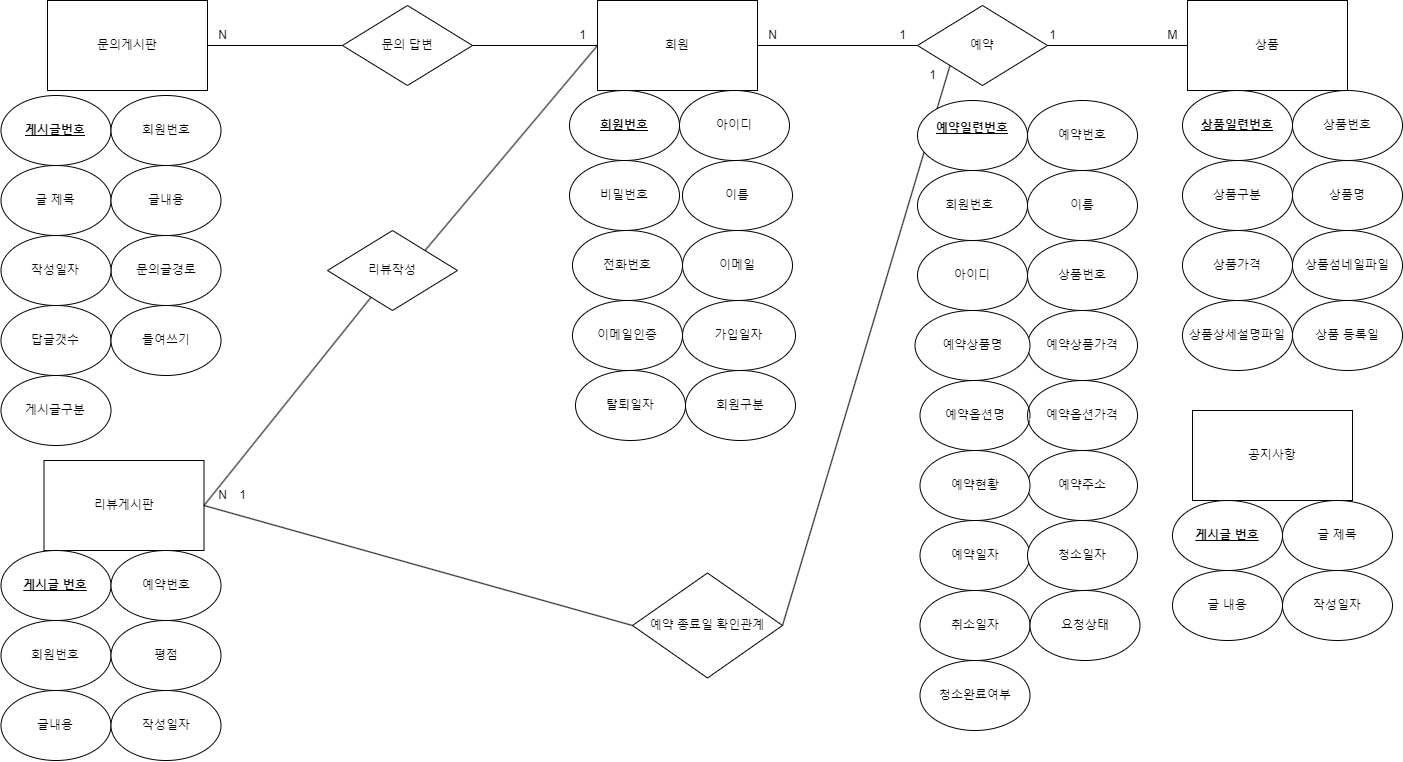 문의게시판
N
문의 답변
1
회원
N
1
예약
1
M
상품
1
게시글번호
회원번호
글 제목
글내용
작성일자
문의글경로
답글갯수
들여쓰기
게시글구분
리뷰작성
회원번호
아이디
비밀번호
이름
전화번호
이메일
이메일인증
가입일자
탈퇴일자
회원구분
예약일련번호
예약번호
회원번호
이름
아이디
상품번호
예약상품명
예약상품가격
예약옵션명
예약옵션가격
예약현황
예약주소
예약일자
청소일자
취소일자
요청상태
청소완료여부
상품일련번호
상품번호
상품구분
상품명
상품가격
상품섬네일파일
상품상세설명파일
상품 등록일
공지사항
게시글 번호
글 제목
글 내용
작성일자
리뷰게시판
N
1
게시글 번호
예약번호
회원번호
평점
글내용
작성일자
예약 종료일 확인관계